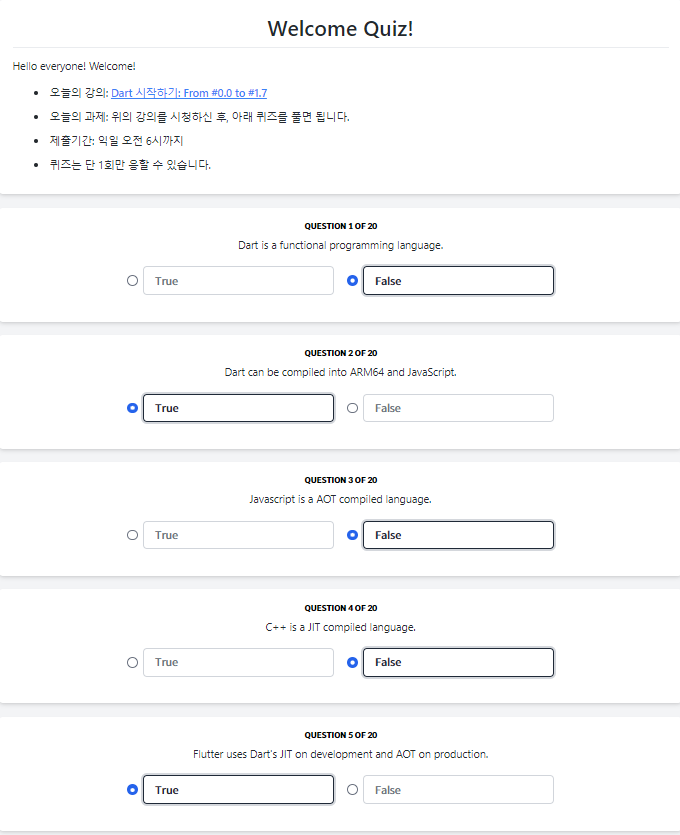 Welcome Quiz!
Hello everyone! Welcome!
오늘의 강의: Dart 시작하기: From #0.0 to #1.7
오늘의 과제: 위의 강의를 시청하신 후, 아래 퀴즈를 풀면 됩니다.
제출기간: 익일 오전 6시까지
퀴즈는 단 1회만 응할 수 있습니다.
QUESTION 1 OF 20
Dart is a functional programming language.
True False
QUESTION 2 OF 20
Dart can be compiled into ARM64 and JavaScript.
True False
QUESTION 3 OF 20
Javascript is a AOT compiled language.
True False
QUESTION 4 OF 20
C++ is a JIT compiled language.
True False
QUESTION 5 OF 20
Flutter uses Dart's JIT on development and AOT on production.
True False